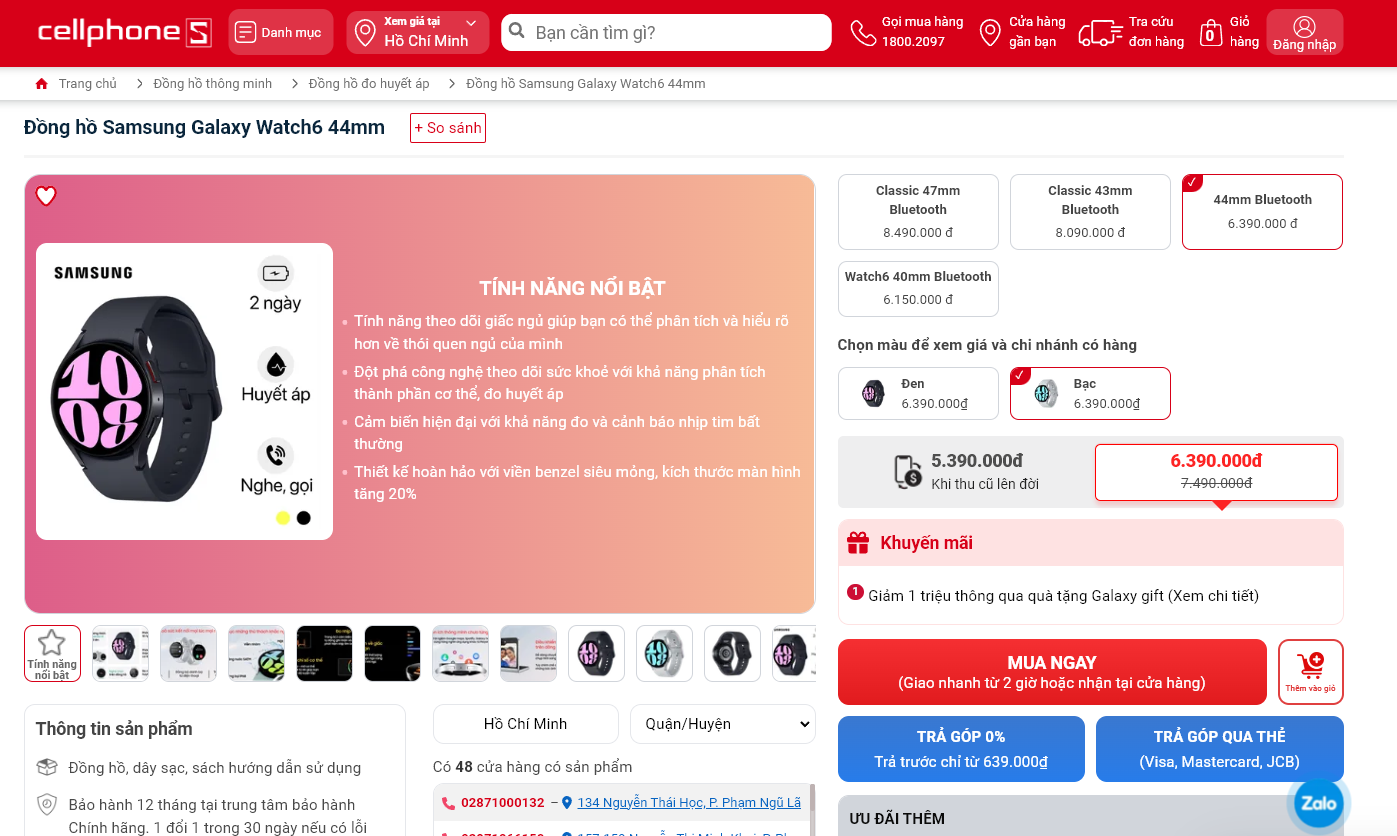 cellphoneS
Danh mục
Xem giá tại
Hồ Chí Minh
Bạn cần tìm gì?
Gọi mua hàng
1800.2097
Cửa hàng
gần bạn
Tra cứu
đơn hàng
0
Giỏ
hàng
Đăng nhập
Trang chủ
Đồng hồ thông minh
Đồng hồ đo huyết áp
Đồng hồ Samsung Galaxy Watch6 44mm
Đồng hồ Samsung Galaxy Watch6 44mm
+ So sánh
SAMSUNG
2 ngày
10
08
Huyết áp
Nghe, gọi
TÍNH NĂNG NỔI BẬT
Tính năng theo dõi giấc ngủ giúp bạn có thể phân tích và hiểu rõ
hơn về thói quen ngủ của mình
Đột phá công nghệ theo dõi sức khoẻ với khả năng phân tích
thành phần cơ thể, đo huyết áp
Cảm biến hiện đại với khả năng đo và cảnh báo nhịp tim bất
thường
Thiết kế hoàn hảo với viền benzel siêu mỏng, kích thước màn hình
tăng 20%
Tính năng
nổi bật
Classic 47mm
Bluetooth
8.490.000 đ
Classic 43mm
Bluetooth
8.090.000 đ
44mm Bluetooth
6.390.000 đ
Watch6 40mm Bluetooth
6.150.000 đ
Chọn màu để xem giá và chi nhánh có hàng
Đen
6.390.000₫
Bạc
6.390.000₫
5.390.000đ
Khi thu cũ lên đời
6.390.000đ
7.490.000đ
Khuyến mãi
1 Giảm 1 triệu thông qua quà tặng Galaxy gift (Xem chi tiết)
MUA NGAY
(Giao nhanh từ 2 giờ hoặc nhận tại cửa hàng)
Thêm vào giỏ
TRẢ GÓP 0%
Trả trước chỉ từ 639.000₫
TRẢ GÓP QUA THẺ
(Visa, Mastercard, JCB)
ƯU ĐÃI THÊM
Zalo
Thông tin sản phẩm
Đồng hồ, dây sạc, sách hướng dẫn sử dụng
Bảo hành 12 tháng tại trung tâm bảo hành
Chính hãng. 1 đổi 1 trong 30 ngày nếu có lỗi
Hồ Chí Minh
Quận/Huyện
Có 48 cửa hàng có sản phẩm
02871000132 – 134 Nguyễn Thái Học, P. Phạm Ngũ Lã